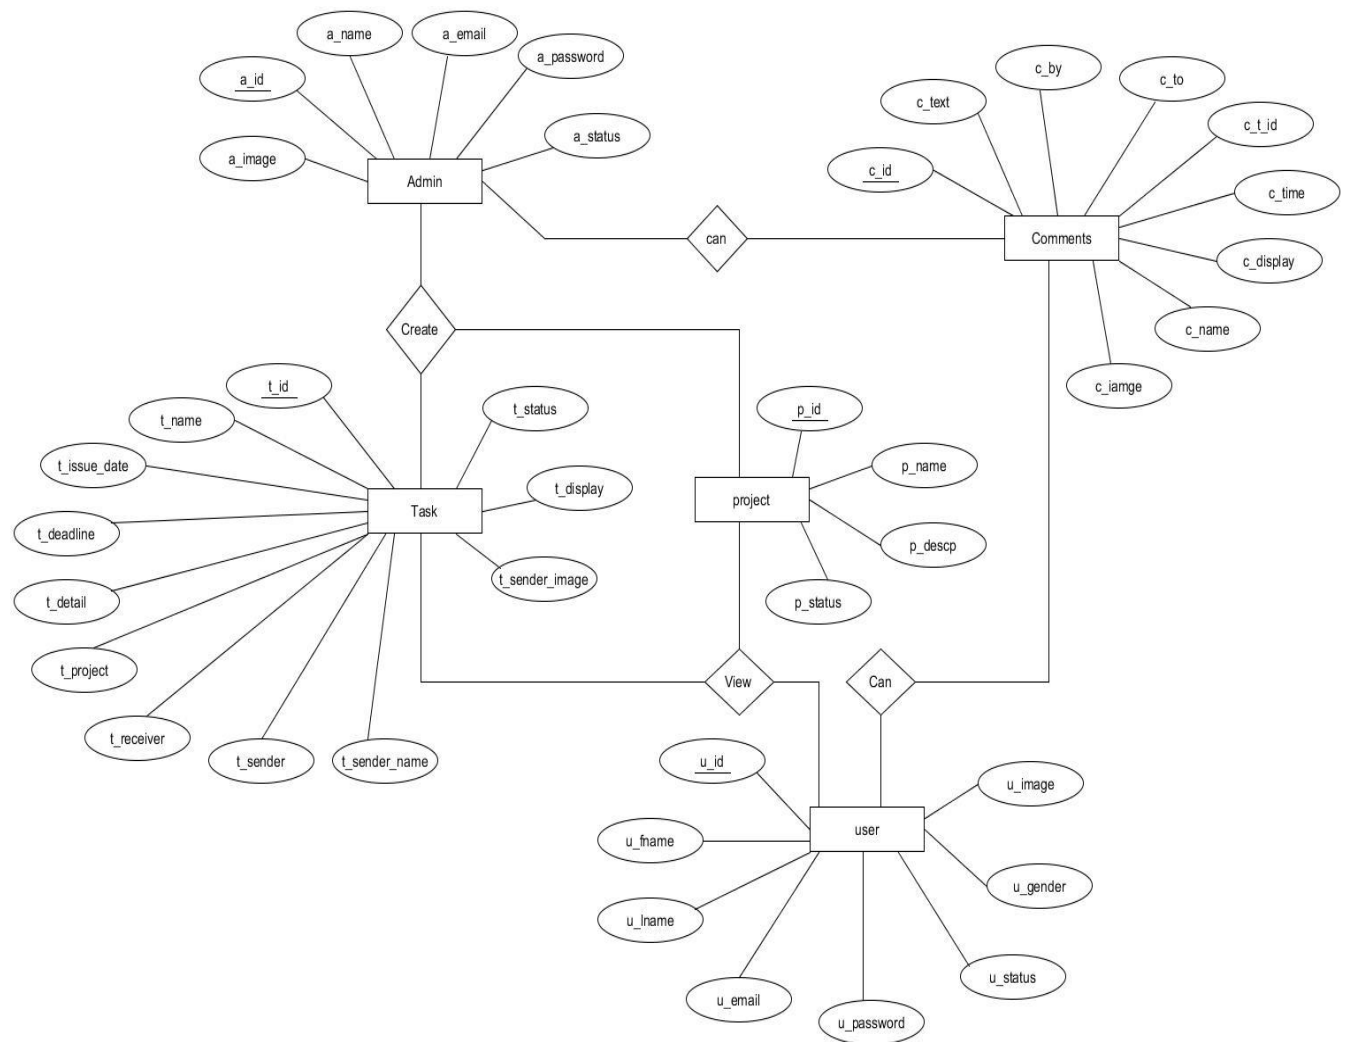 a_name
a_email
a_password
a_id
a_status
a_image
Admin
c_by
c_to
c_text
c_t_id
c_id
c_time
can
Comments
c_display
c_name
c_iamge
Create
t_id
t_status
t_name
t_issue_date
t_display
Task
t_deadline
t_sender_image
t_detail
t_project
t_receiver
t_sender
t_sender_name
p_id
p_name
project
p_descp
p_status
View
Can
u_id
u_image
user
u_fname
u_gender
u_lname
u_status
u_email
u_password